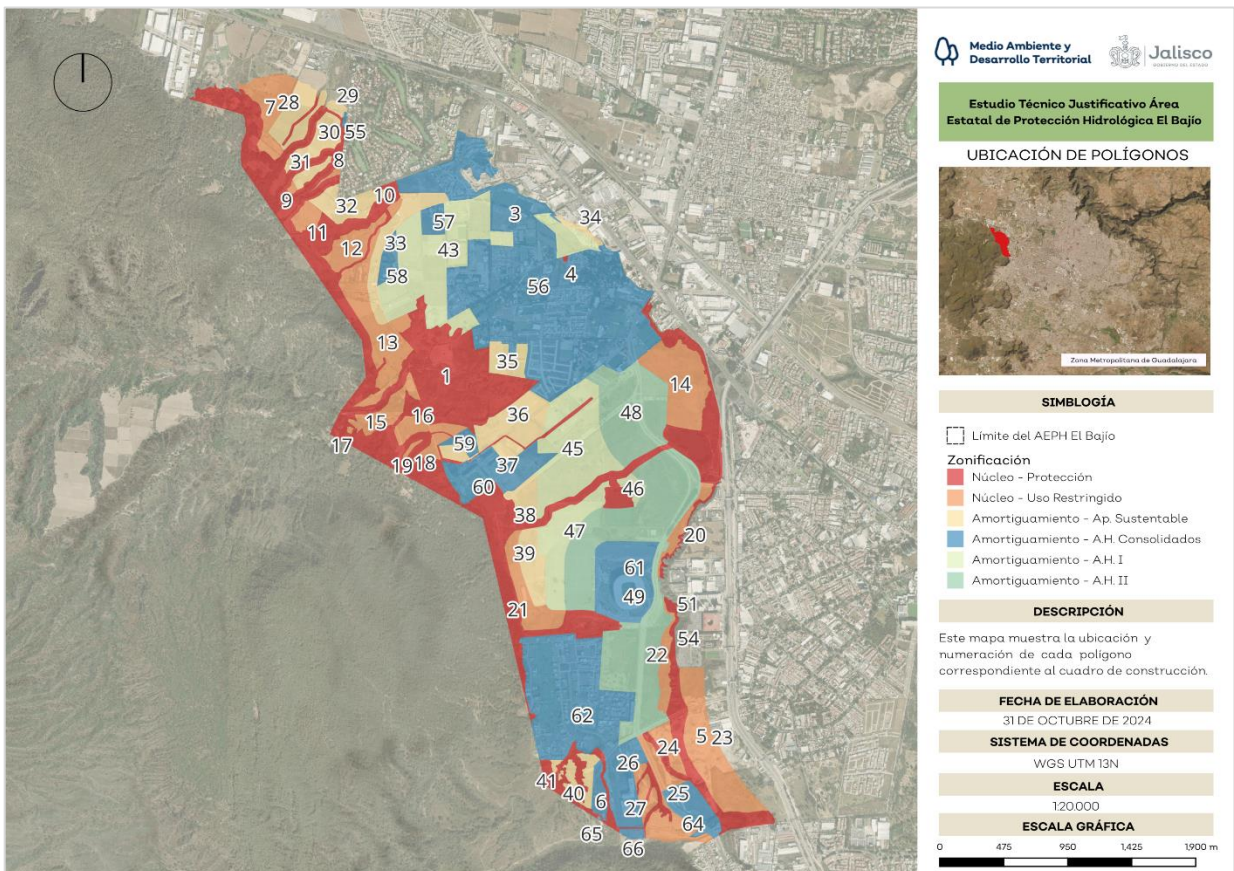 Medio Ambiente y
Desarrollo Territorial
Jalisco
GOBIERNO DEL ESTADO
Estudio Técnico Justificativo Área
Estatal de Protección Hidrológica El Bajío
UBICACIÓN DE POLÍGONOS
Zona Metropolitana de Guadalajara
SIMBLOGÍA
Límite del AEPH El Bajío
Zonificación
Núcleo - Protección
Núcleo - Uso Restringido
Amortiguamiento - Ap. Sustentable
Amortiguamiento - A.H. Consolidados
Amortiguamiento - A.H. I
Amortiguamiento - A.H. II
DESCRIPCIÓN
Este mapa muestra la ubicación y
numeración de cada polígono
correspondiente al cuadro de construcción.
FECHA DE ELABORACIÓN
31 DE OCTUBRE DE 2024
SISTEMA DE COORDENADAS
WGS UTM 13N
ESCALA
1:20,000
ESCALA GRÁFICA
0 475 950 1,425 1,900 m
7 28 29
30 55
31 8
9 32 10
11 12 33 57 3 34
43 4
58 56
13 35
1 14
15 16 36 48
17 59 45
19 18 37
60 46
38 47
39 20
61
21 49 51
54
22
62 5 23
24
26
41 40 6 27 25
65 64
66